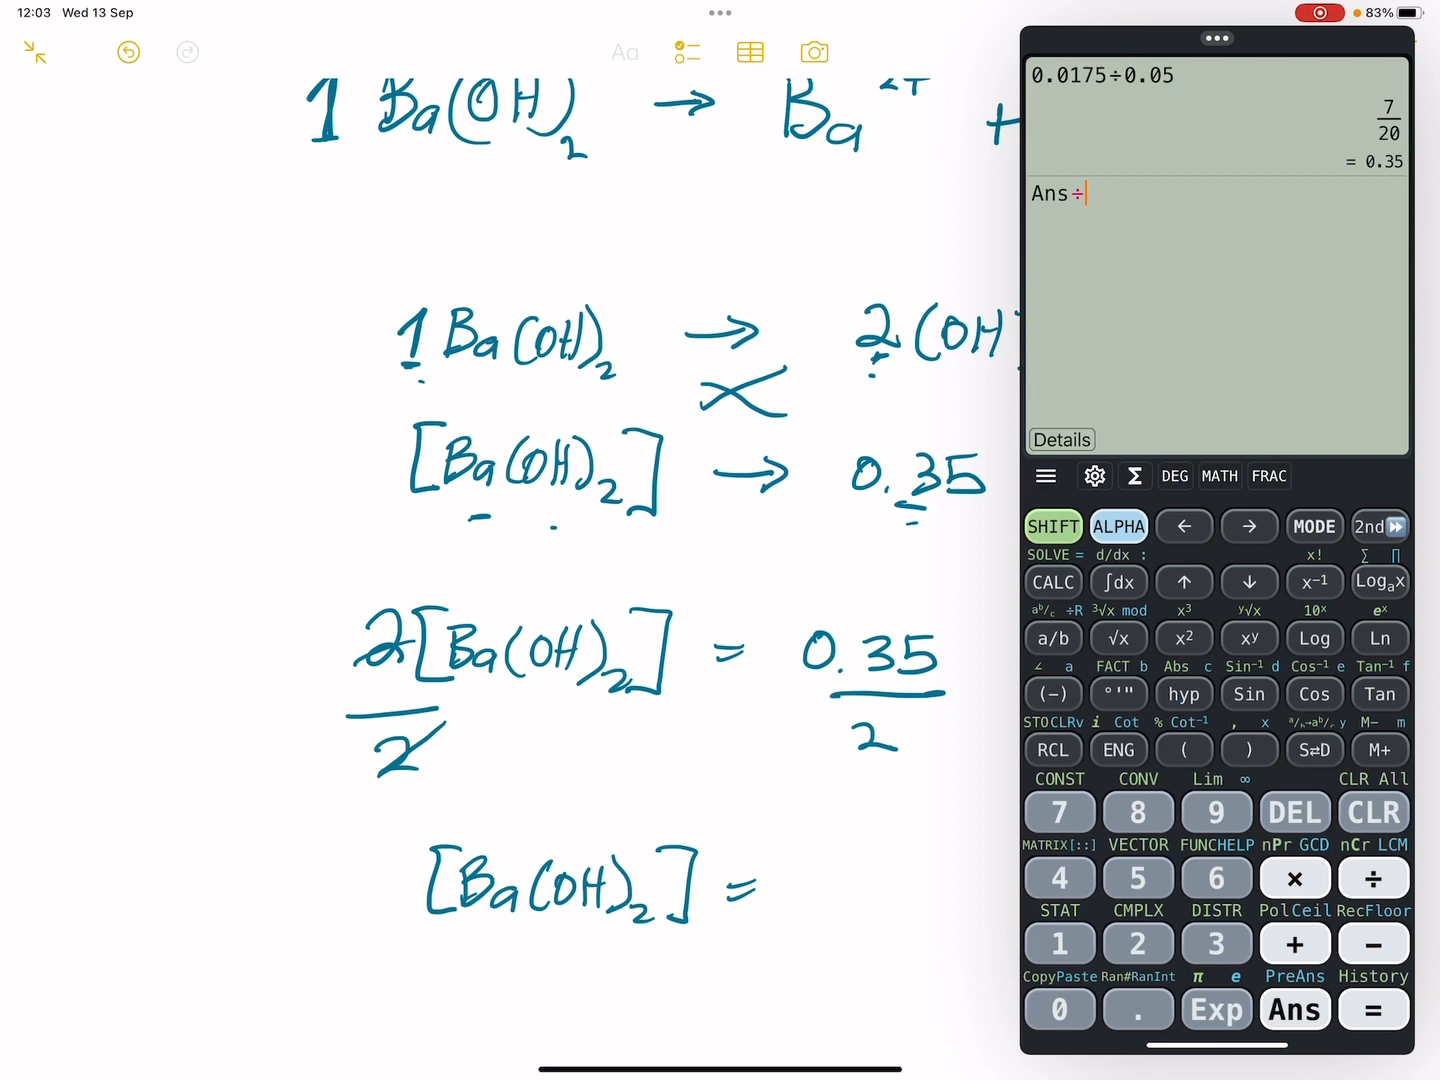 12:03 Wed 13 Sep
83%
Aa
1 Ba(OH)₂ → Ba²⁺ +
1 Ba(OH)₂ → 2(OH⁻
[Ba(OH)₂] → 0.35
2[Ba(OH)₂] = 0.35
2 2
[Ba(OH)₂] =
0.0175÷0.05
7
20
= 0.35
Ans÷
Details
Σ DEG MATH FRAC
SHIFT ALPHA ← → MODE 2nd
SOLVE = d/dx : x! ∑ ∏
CALC ∫dx ↑ ↓ x⁻¹ Logₐx
aᵇ/꜀ ÷R ³√x mod x³ ʸ√x 10ˣ eˣ
a/b √x x² xʸ Log Ln
∠ a FACT b Abs c Sin⁻¹ d Cos⁻¹ e Tan⁻¹ f
(−) °'" hyp Sin Cos Tan
STO CLRv i Cot % Cot⁻¹ , x y M− m
RCL ENG ( ) S⇄D M+
CONST CONV Lim ∞ CLR All
7 8 9 DEL CLR
MATRIX[::] VECTOR FUNC HELP nPr GCD nCr LCM
4 5 6 × ÷
STAT CMPLX DISTR Pol Ceil Rec Floor
1 2 3 + −
Copy Paste Ran# RanInt π e PreAns History
0 . Exp Ans =